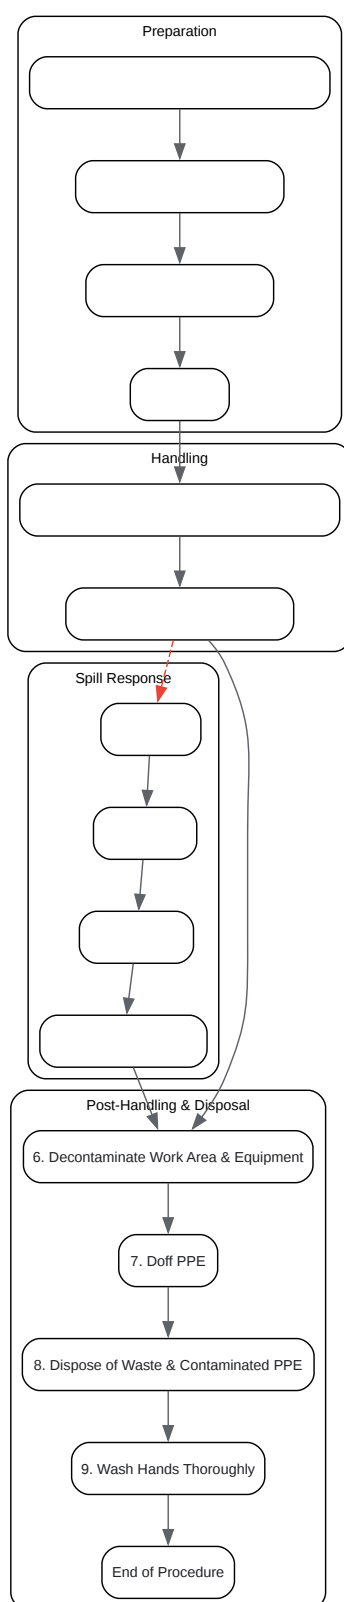 Preparation
Handling
Spill Response
Post-Handling & Disposal
6. Decontaminate Work Area & Equipment
7. Doff PPE
8. Dispose of Waste & Contaminated PPE
9. Wash Hands Thoroughly
End of Procedure